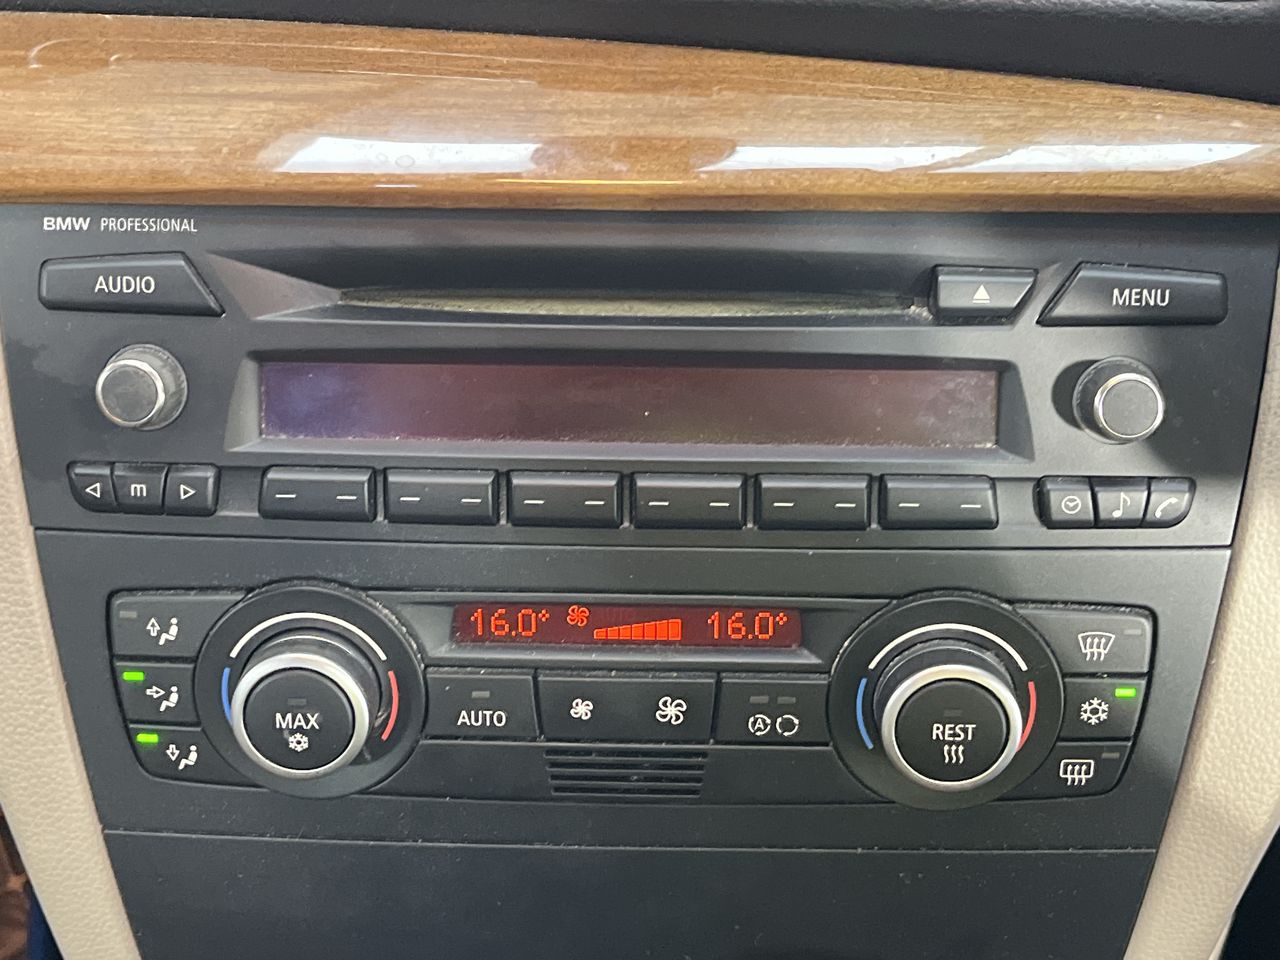 BMW PROFESSIONAL
AUDIO
MENU
m
16.0° 16.0°
MAX
AUTO
A
REST